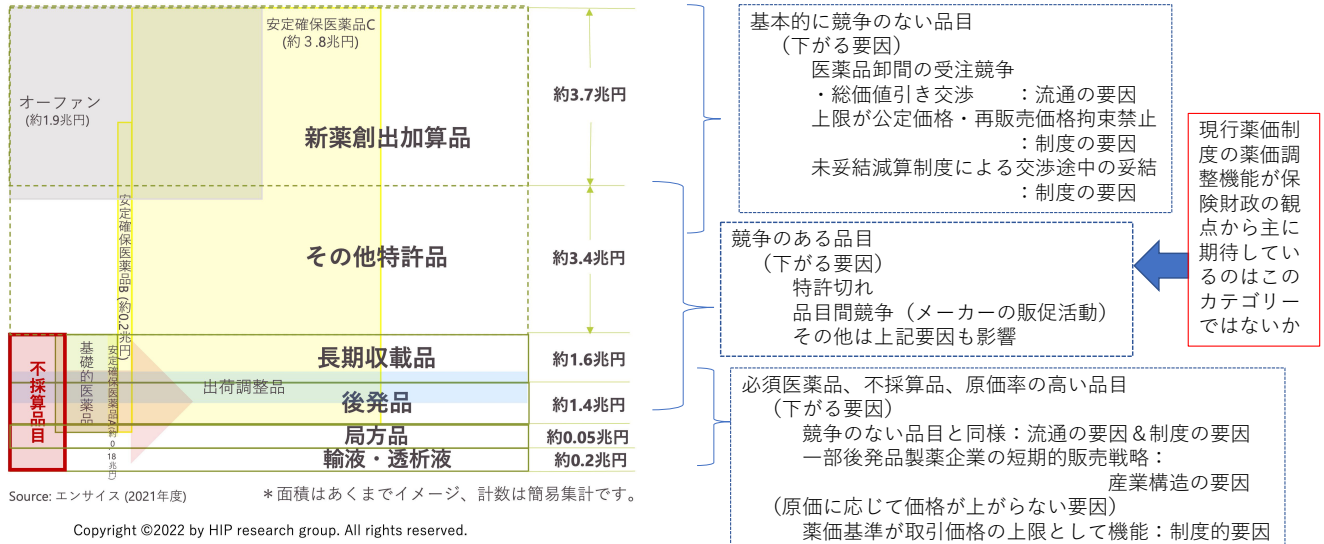 安定確保医薬品C
(約３.8兆円)
オーファン
(約1.9兆円)
新薬創出加算品
約3.7兆円
安定確保医薬品B (約0.2兆円)
その他特許品
約3.4兆円
不採算品目
基礎的医薬品
安定確保医薬品A(約0.18兆円)
長期収載品
約1.6兆円
出荷調整品
後発品
約1.4兆円
局方品
約0.05兆円
輸液・透析液
約0.2兆円
Source: エンサイス (2021年度)
＊面積はあくまでイメージ、計数は簡易集計です。
Copyright ©2022 by HIP research group. All rights reserved.
基本的に競争のない品目
（下がる要因）
医薬品卸間の受注競争
・総価値引き交渉　　：流通の要因
上限が公定価格・再販売価格拘束禁止
：制度の要因
未妥結減算制度による交渉途中の妥結
：制度の要因
競争のある品目
（下がる要因）
特許切れ
品目間競争（メーカーの販促活動）
その他は上記要因も影響
現行薬価制
度の薬価調
整機能が保
険財政の観
点から主に
期待してい
るのはこの
カテゴリー
ではないか
必須医薬品、不採算品、原価率の高い品目
（下がる要因）
競争のない品目と同様：流通の要因＆制度の要因
一部後発品製薬企業の短期的販売戦略：
産業構造の要因
（原価に応じて価格が上がらない要因）
薬価基準が取引価格の上限として機能：制度的要因